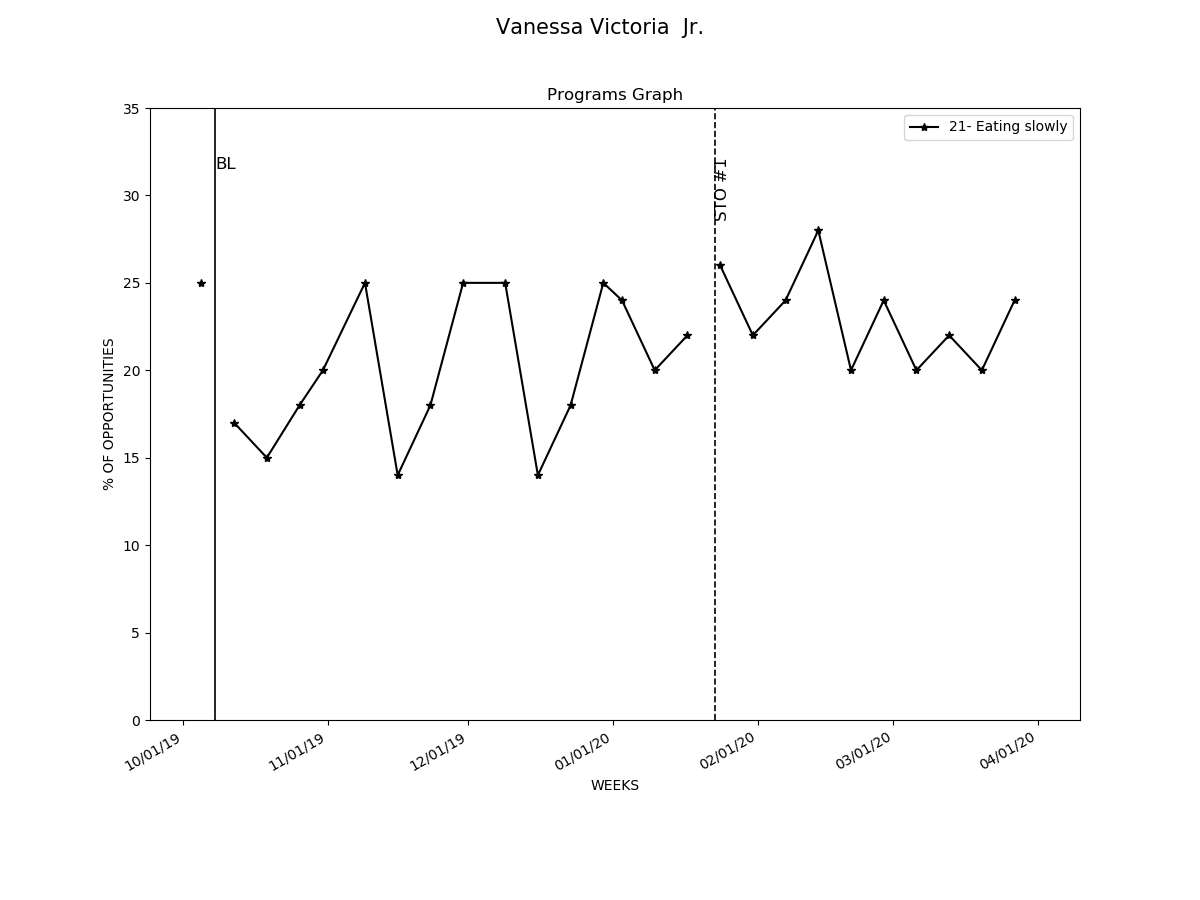 Vanessa Victoria  Jr.
Programs Graph
35
30
25
20
15
10
5
0
% OF OPPORTUNITIES
21- Eating slowly
BL
STO #1
10/01/19
11/01/19
12/01/19
01/01/20
02/01/20
03/01/20
04/01/20
WEEKS